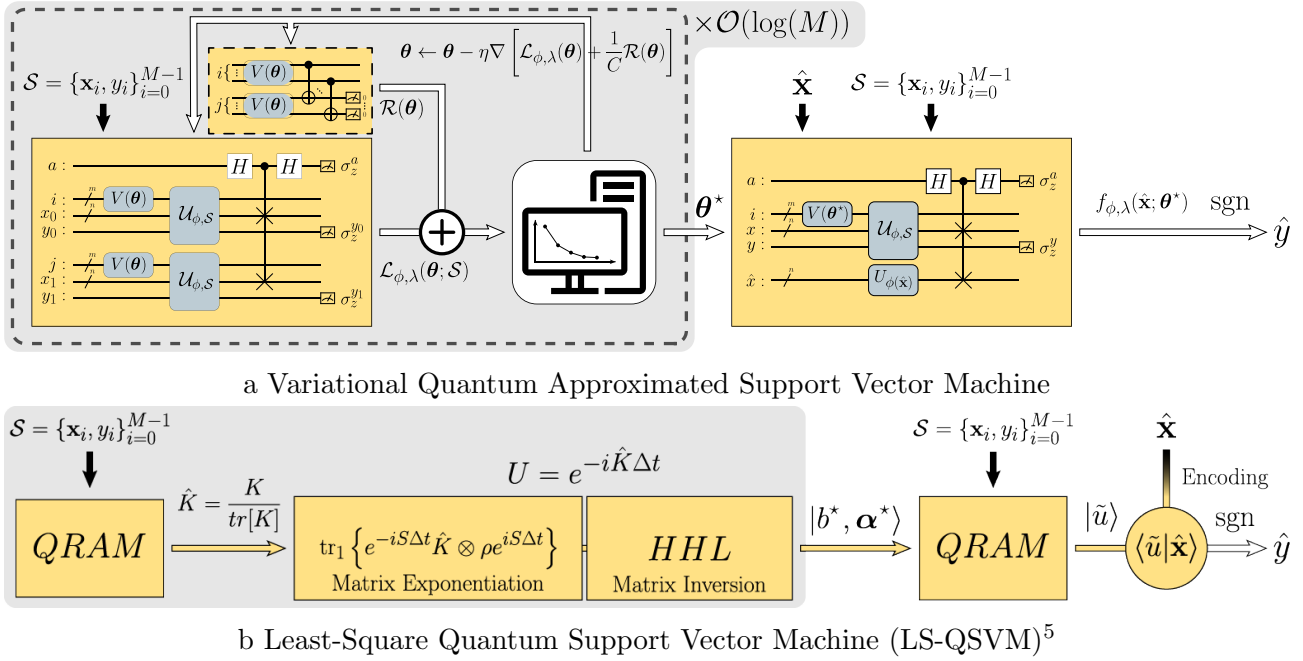 × 𝒪(log(M))
θ ← θ − η∇ [ℒ_{ϕ,λ}(θ) + 1/C ℛ(θ)]
i{ ⋮ V(θ)
j{ ⋮ V(θ)
0
⋮
0
ℛ(θ)
𝒮 = {x_i, y_i}_{i=0}^{M−1}
a : H H σ_z^a
i : m V(θ)
x_0 : n 𝒰_{ϕ,𝒮}
y_0 : σ_z^{y_0}
j : m V(θ)
x_1 : n 𝒰_{ϕ,𝒮}
y_1 : σ_z^{y_1}
+
ℒ_{ϕ,λ}(θ; 𝒮)
θ^⋆
x̂
𝒮 = {x_i, y_i}_{i=0}^{M−1}
a : H H σ_z^a
i : m V(θ^⋆)
x : n 𝒰_{ϕ,𝒮}
y : σ_z^y
x̂ : n U_{ϕ(x̂)}
f_{ϕ,λ}(x̂; θ^⋆) sgn
ŷ
a Variational Quantum Approximated Support Vector Machine
𝒮 = {x_i, y_i}_{i=0}^{M−1}
QRAM
K̂ = K / tr[K]
U = e^{−iK̂Δt}
tr_1 {e^{−iSΔt} K̂ ⊗ ρe^{iSΔt}}
Matrix Exponentiation
HHL
Matrix Inversion
|b^⋆, α^⋆⟩
𝒮 = {x_i, y_i}_{i=0}^{M−1}
QRAM
|ũ⟩
x̂
Encoding
⟨ũ|x̂⟩
sgn
ŷ
b Least-Square Quantum Support Vector Machine (LS-QSVM)^5